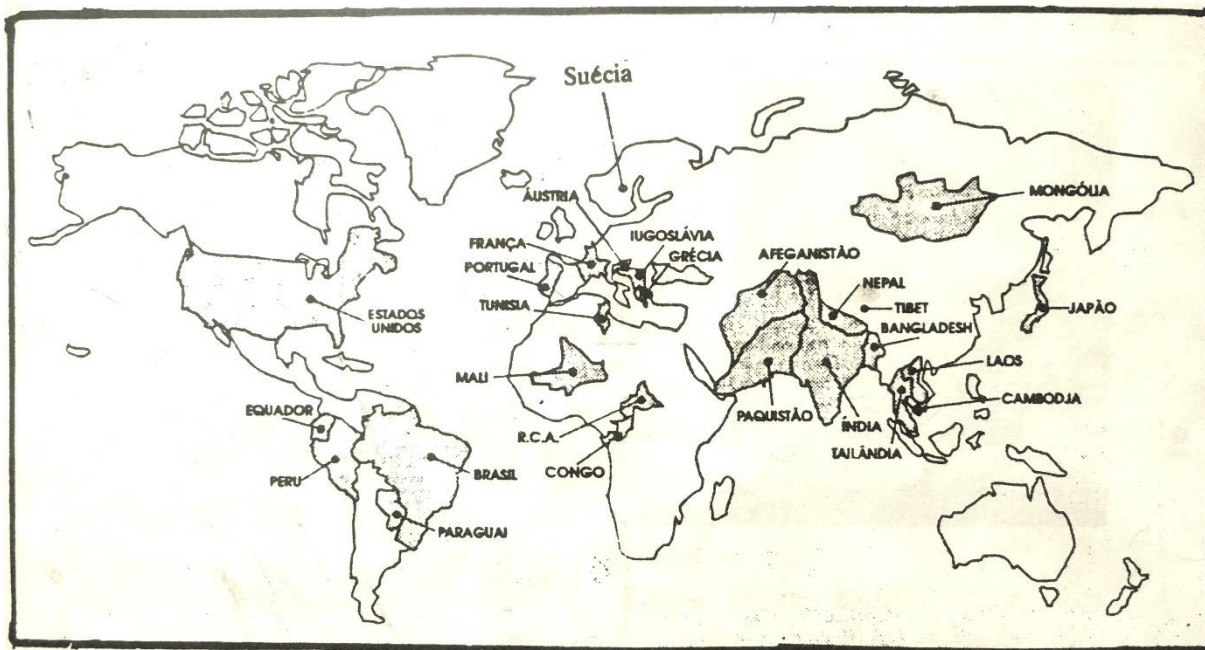 Suécia
ÁUSTRIA
MONGÓLIA
FRANÇA
IUGOSLÁVIA
GRÉCIA
AFEGANISTÃO
PORTUGAL
NEPAL
TUNISIA
TIBET
JAPÃO
BANGLADESH
ESTADOS
UNIDOS
LAOS
MALI
CAMBODJA
EQUADOR
PAQUISTÃO
ÍNDIA
R.C.A.
TAILÂNDIA
CONGO
PERU
BRASIL
PARAGUAI